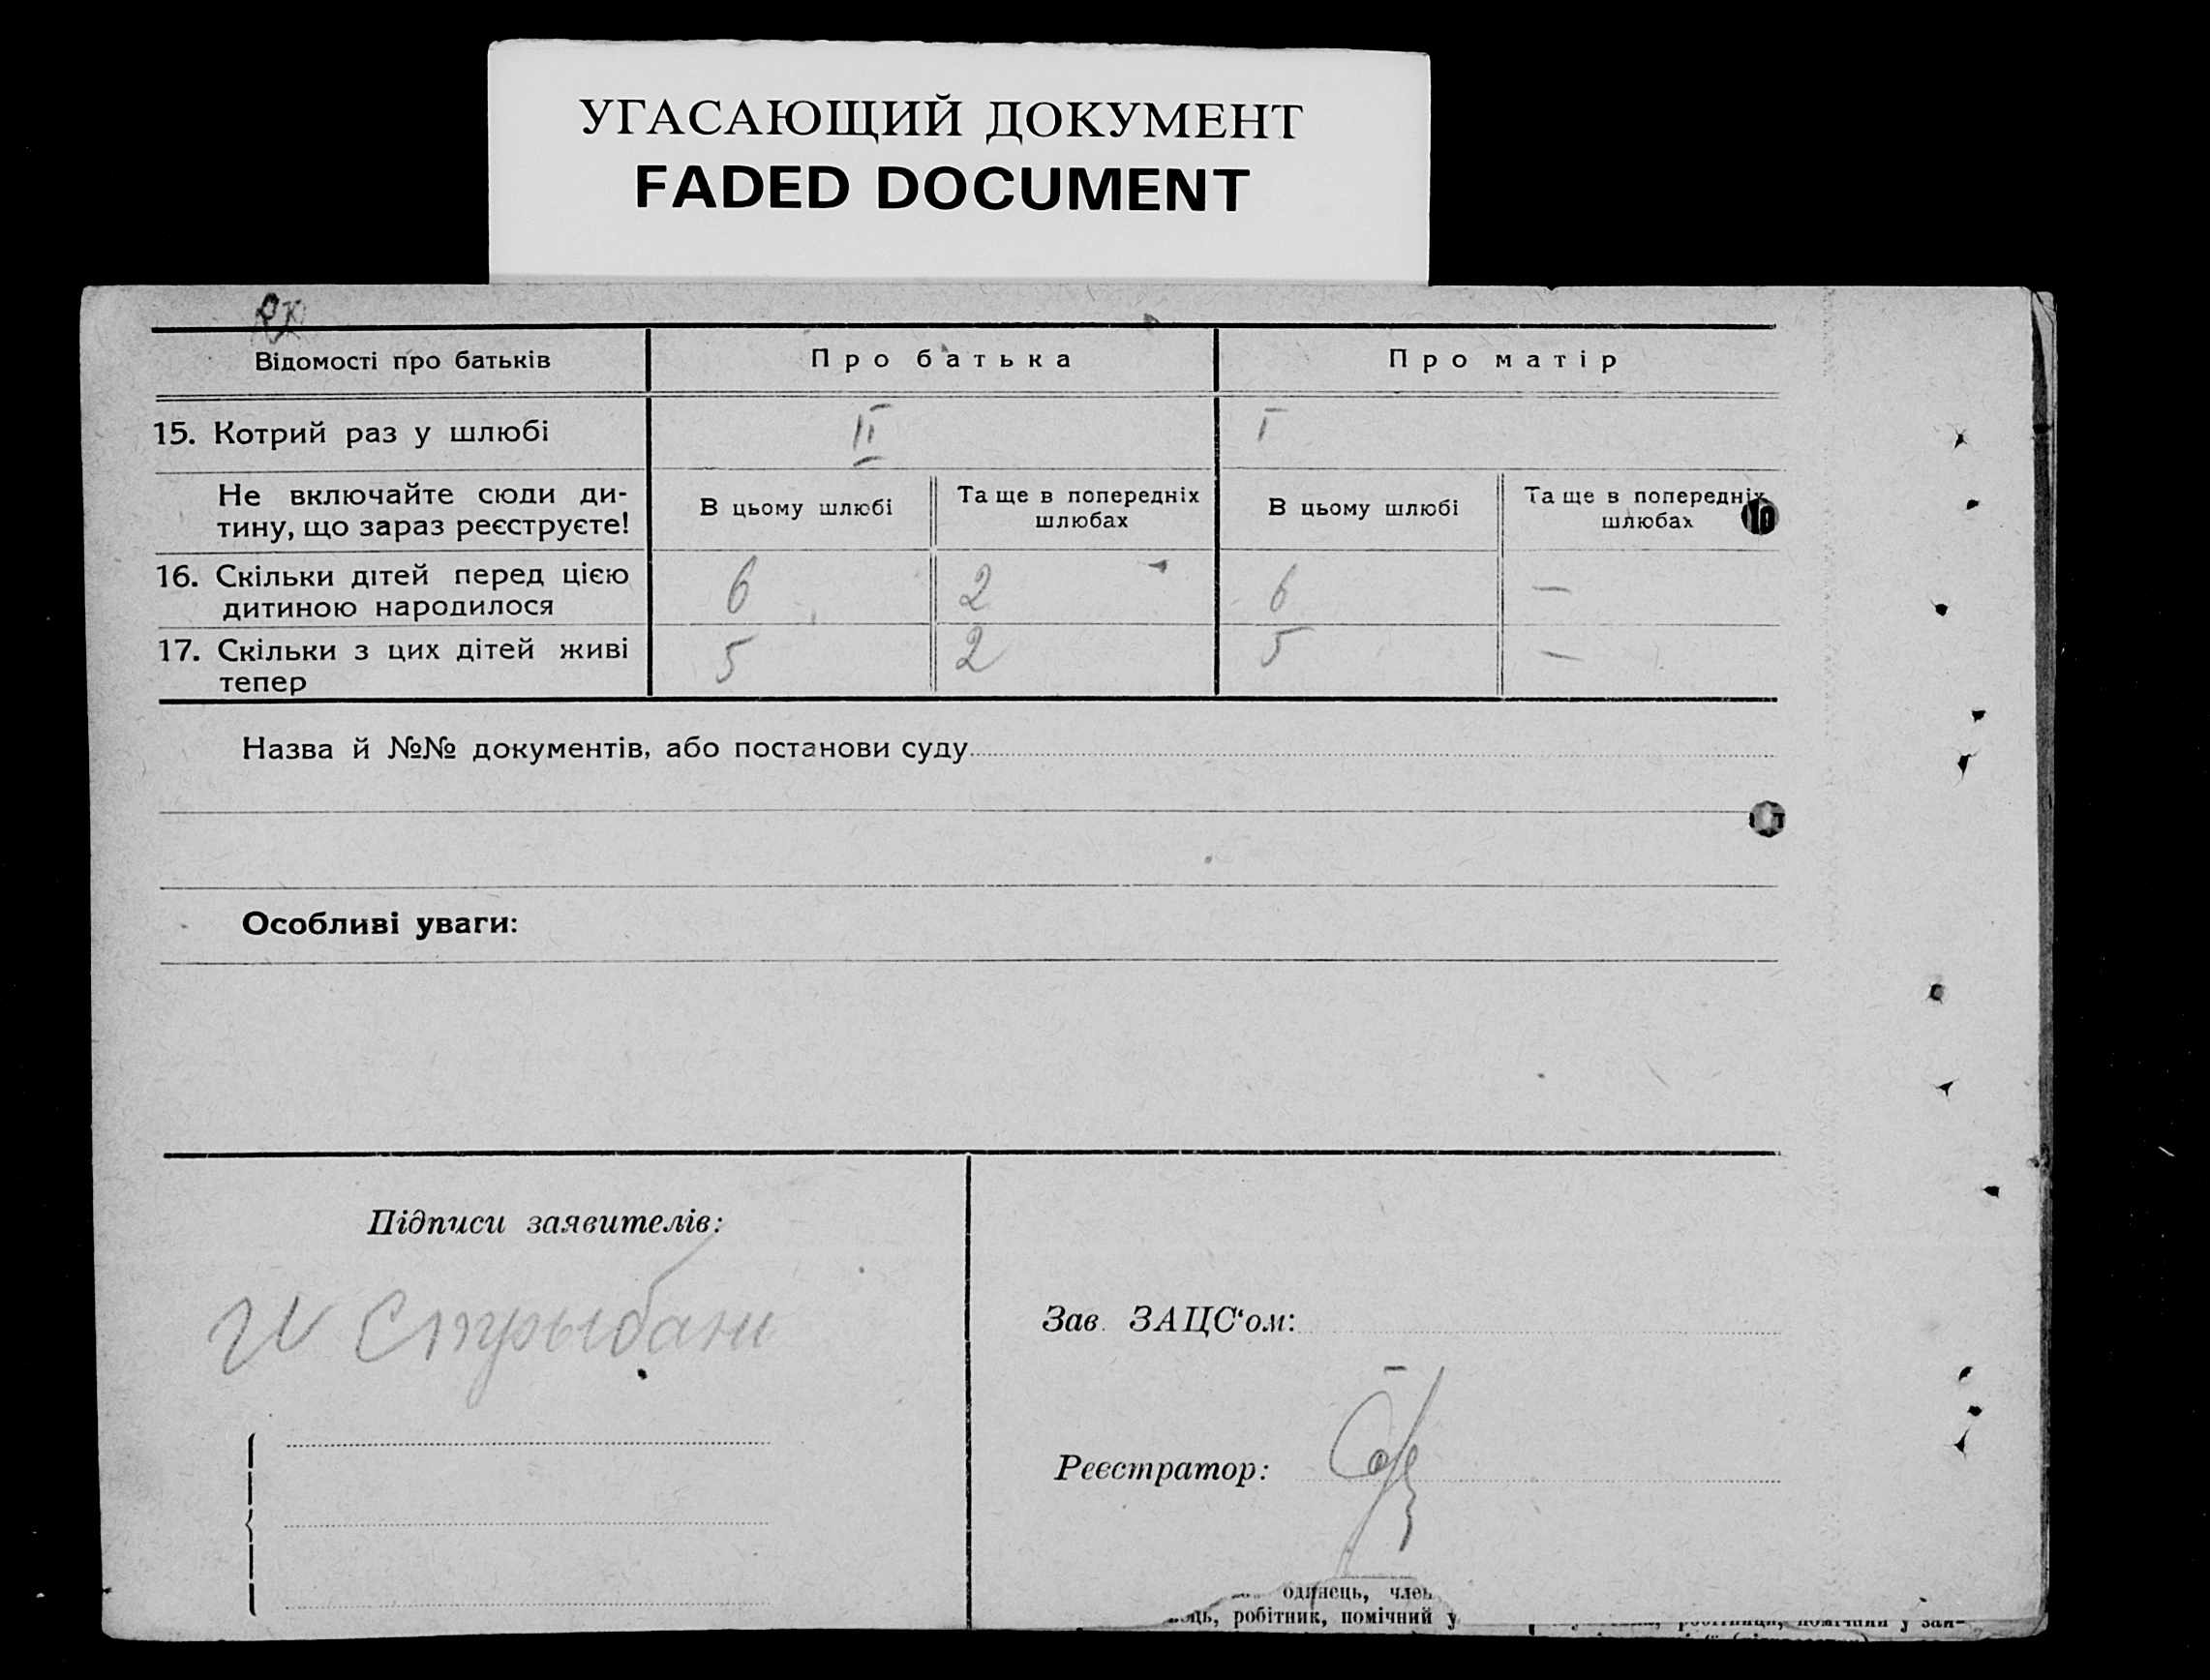 УГАСАЮЩИЙ ДОКУМЕНТ
FADED DOCUMENT
Відомості про батьків Про батька Про матір
15. Котрий раз у шлюбі II I
Не включайте сюди ди-
тину, що зараз реєструєте!
В цьому шлюбі Та ще в попередніх
шлюбах
В цьому шлюбі Та ще в попередніх
шлюбах
16. Скільки дітей перед цією
дитиною народилося
6 2 6 —
17. Скільки з цих дітей живі
тепер
5 2 5 —
Назва й №№ документів, або постанови суду
Особливі уваги:
Підписи заявителів:
Зав. ЗАЦС‘ом:
Реєстратор:
одинець, член
робітник, помічний у